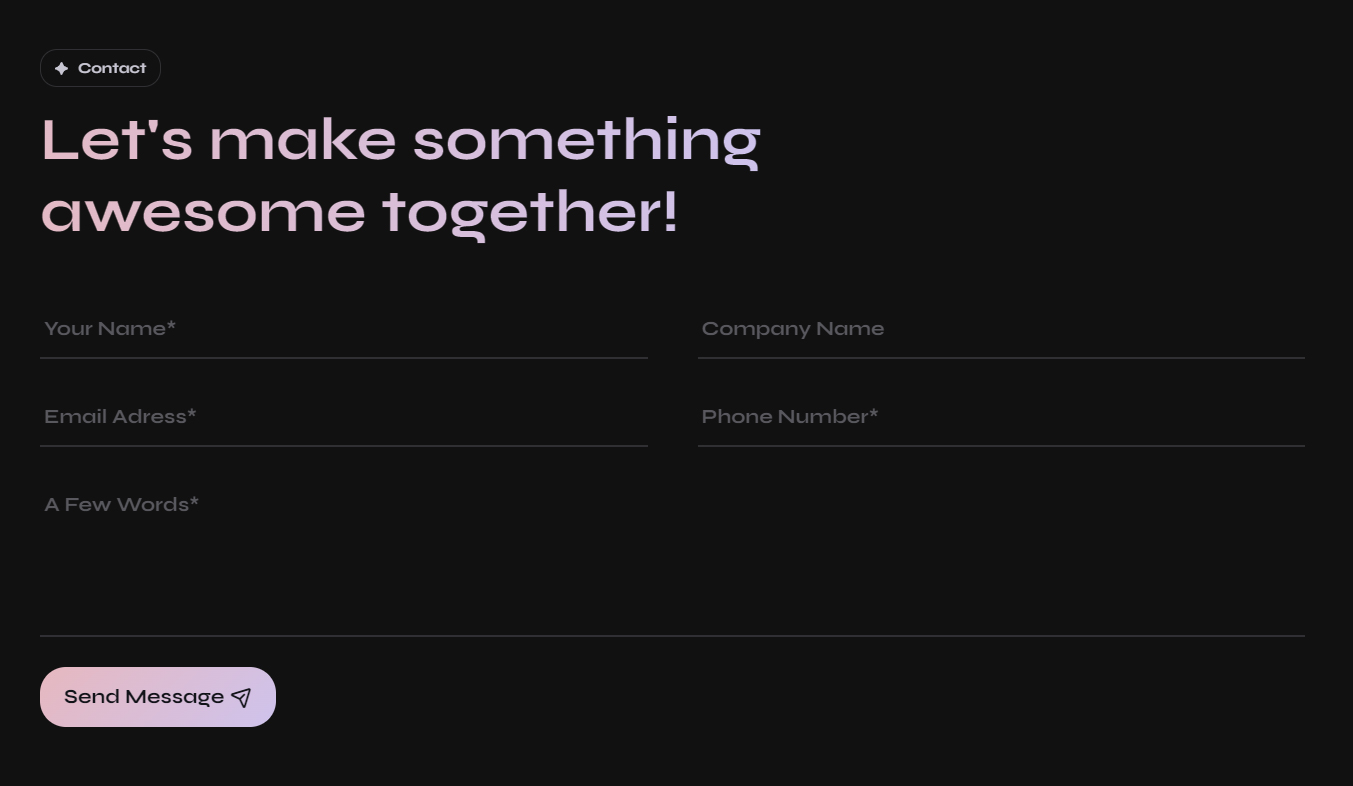 Contact
Let's make something
awesome together!
Your Name*
Company Name
Email Adress*
Phone Number*
A Few Words*
Send Message